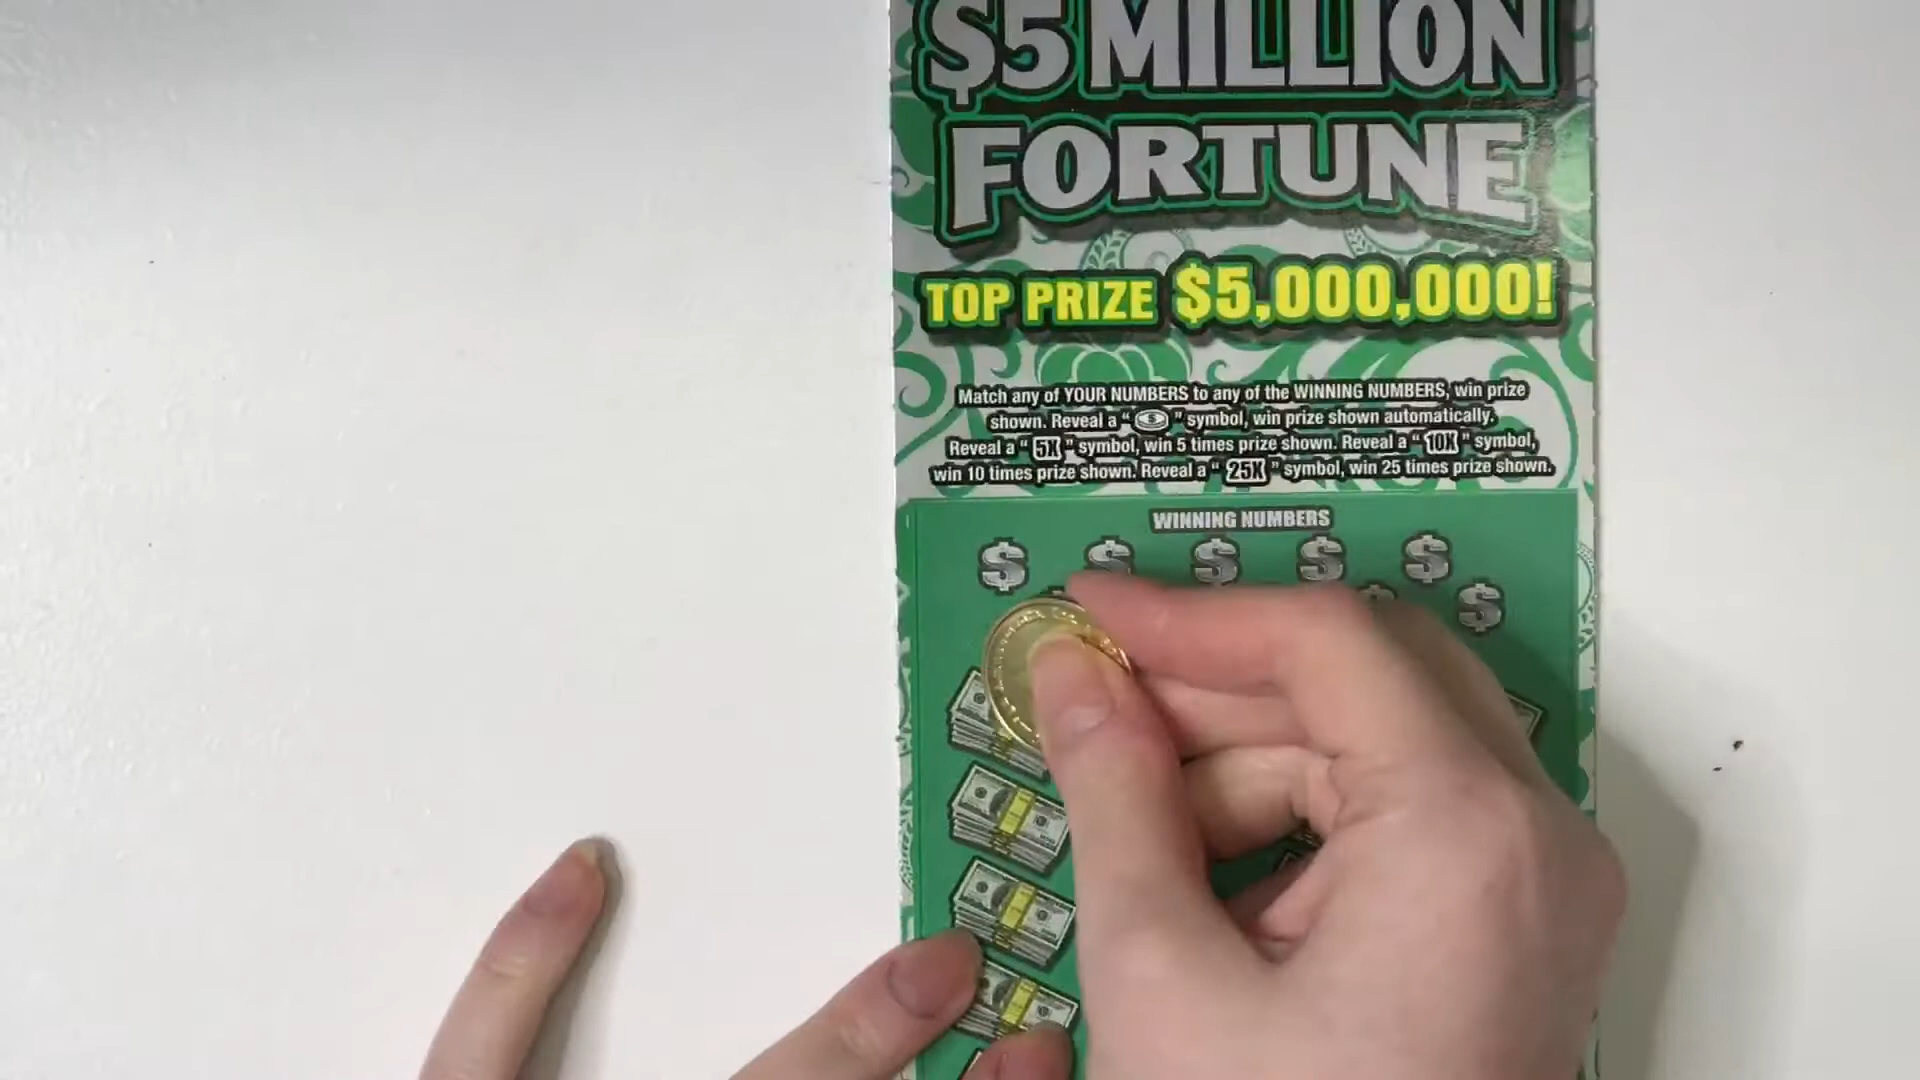 $5 MILLION
FORTUNE
TOP PRIZE $5,000,000!
Match any of YOUR NUMBERS to any of the WINNING NUMBERS, win prize
shown. Reveal a " $ " symbol, win prize shown automatically.
Reveal a " 5X " symbol, win 5 times prize shown. Reveal a " 10X " symbol,
win 10 times prize shown. Reveal a " 25X " symbol, win 25 times prize shown.
WINNING NUMBERS
$ $ $ $ $
$ $